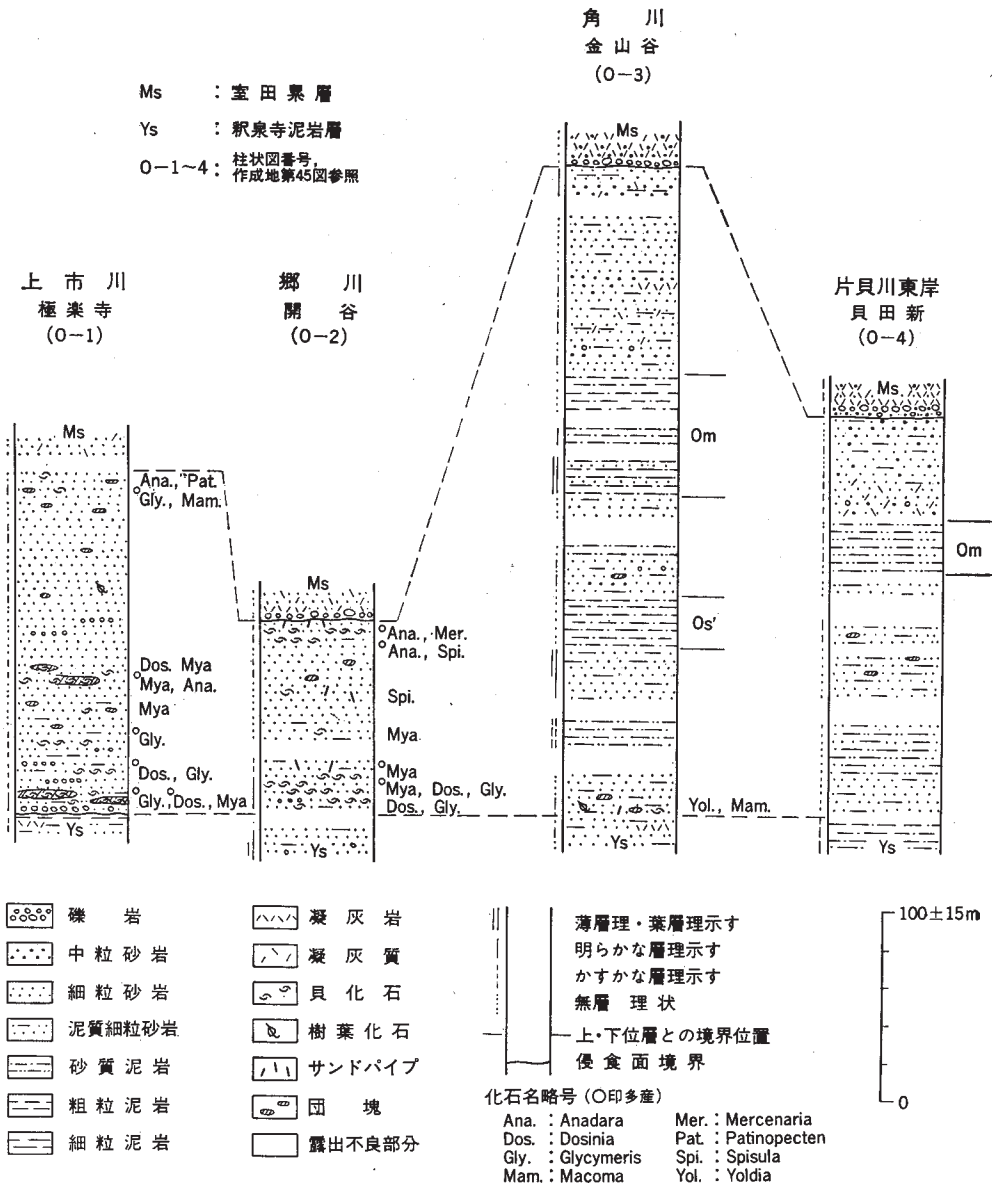 Ms : 室田累層
Ys : 釈泉寺泥岩層
O-1~4 : 柱状図番号,
作成地第45図参照
上市川
極楽寺
(O-1)
郷川
開谷
(O-2)
角川
金山谷
(O-3)
片貝川東岸
貝田新
(O-4)
Ms
Ana., Pat.
Gly., Mam.
Dos. Mya
Mya, Ana.
Mya
Gly.
Dos., Gly.
Gly., Dos., Mya
Ys
Ms
Ana., Mer.
Ana., Spi.
Spi.
Mya
Mya
Mya, Dos., Gly.
Dos., Gly.
Ys
Ms
Om
Os'
Yol., Mam.
Ys
Ms
Om
Ys
礫岩
中粒砂岩
細粒砂岩
泥質細粒砂岩
砂質泥岩
粗粒泥岩
細粒泥岩
凝灰岩
凝灰質
貝化石
樹葉化石
サンドパイプ
団塊
露出不良部分
薄層理・葉層理示す
明らかな層理示す
かすかな層理示す
無層理状
上・下位層との境界位置
侵食面境界
100±15m
0
化石名略号(○印多産)
Ana. : Anadara
Dos. : Dosinia
Gly. : Glycymeris
Mam. : Macoma
Mer. : Mercenaria
Pat. : Patinopecten
Spi. : Spisula
Yol. : Yoldia